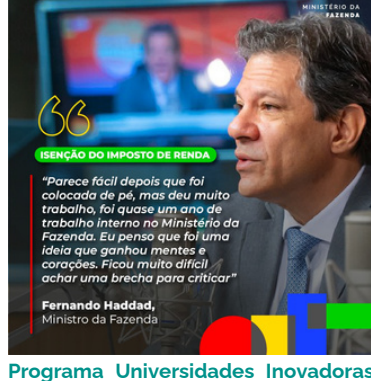 MINISTÉRIO DA
FAZENDA
ISENÇÃO DO IMPOSTO DE RENDA
“Parece fácil depois que foi
colocada de pé, mas deu muito
trabalho, foi quase um ano de
trabalho interno no Ministério da
Fazenda. Eu penso que foi uma
ideia que ganhou mentes e
corações. Ficou muito difícil
achar uma brecha para criticar”
Fernando Haddad,
Ministro da Fazenda
Programa Universidades Inovadoras